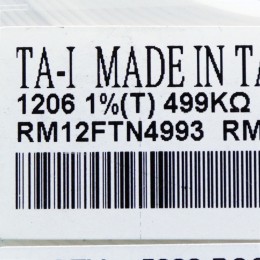 TA-I MADE IN TA
1206 1%(T) 499KΩ
RM12FTN4993 RM